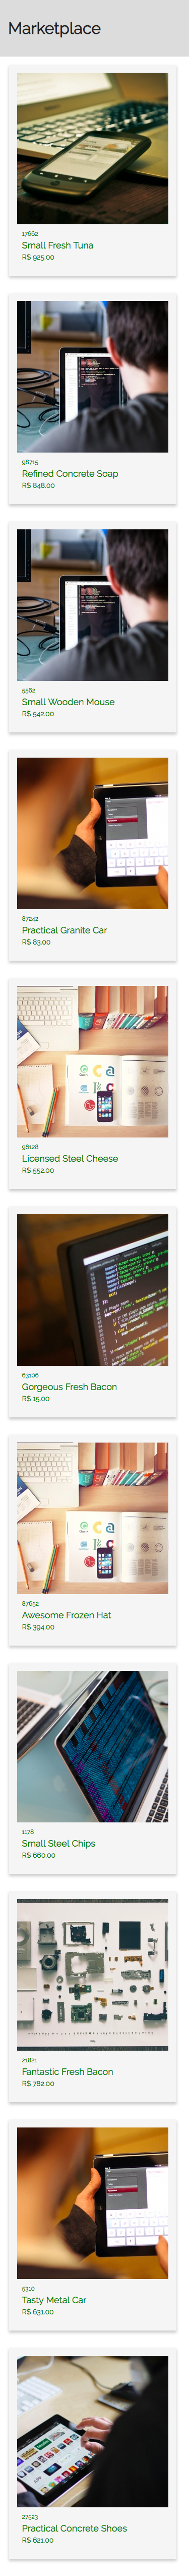 Marketplace
17662
Small Fresh Tuna
R$ 925.00
98715
Refined Concrete Soap
R$ 848.00
5562
Small Wooden Mouse
R$ 542.00
87242
Practical Granite Car
R$ 83.00
96128
Licensed Steel Cheese
R$ 552.00
63106
Gorgeous Fresh Bacon
R$ 15.00
87652
Awesome Frozen Hat
R$ 394.00
1178
Small Steel Chips
R$ 660.00
21821
Fantastic Fresh Bacon
R$ 782.00
5310
Tasty Metal Car
R$ 631.00
27523
Practical Concrete Shoes
R$ 621.00